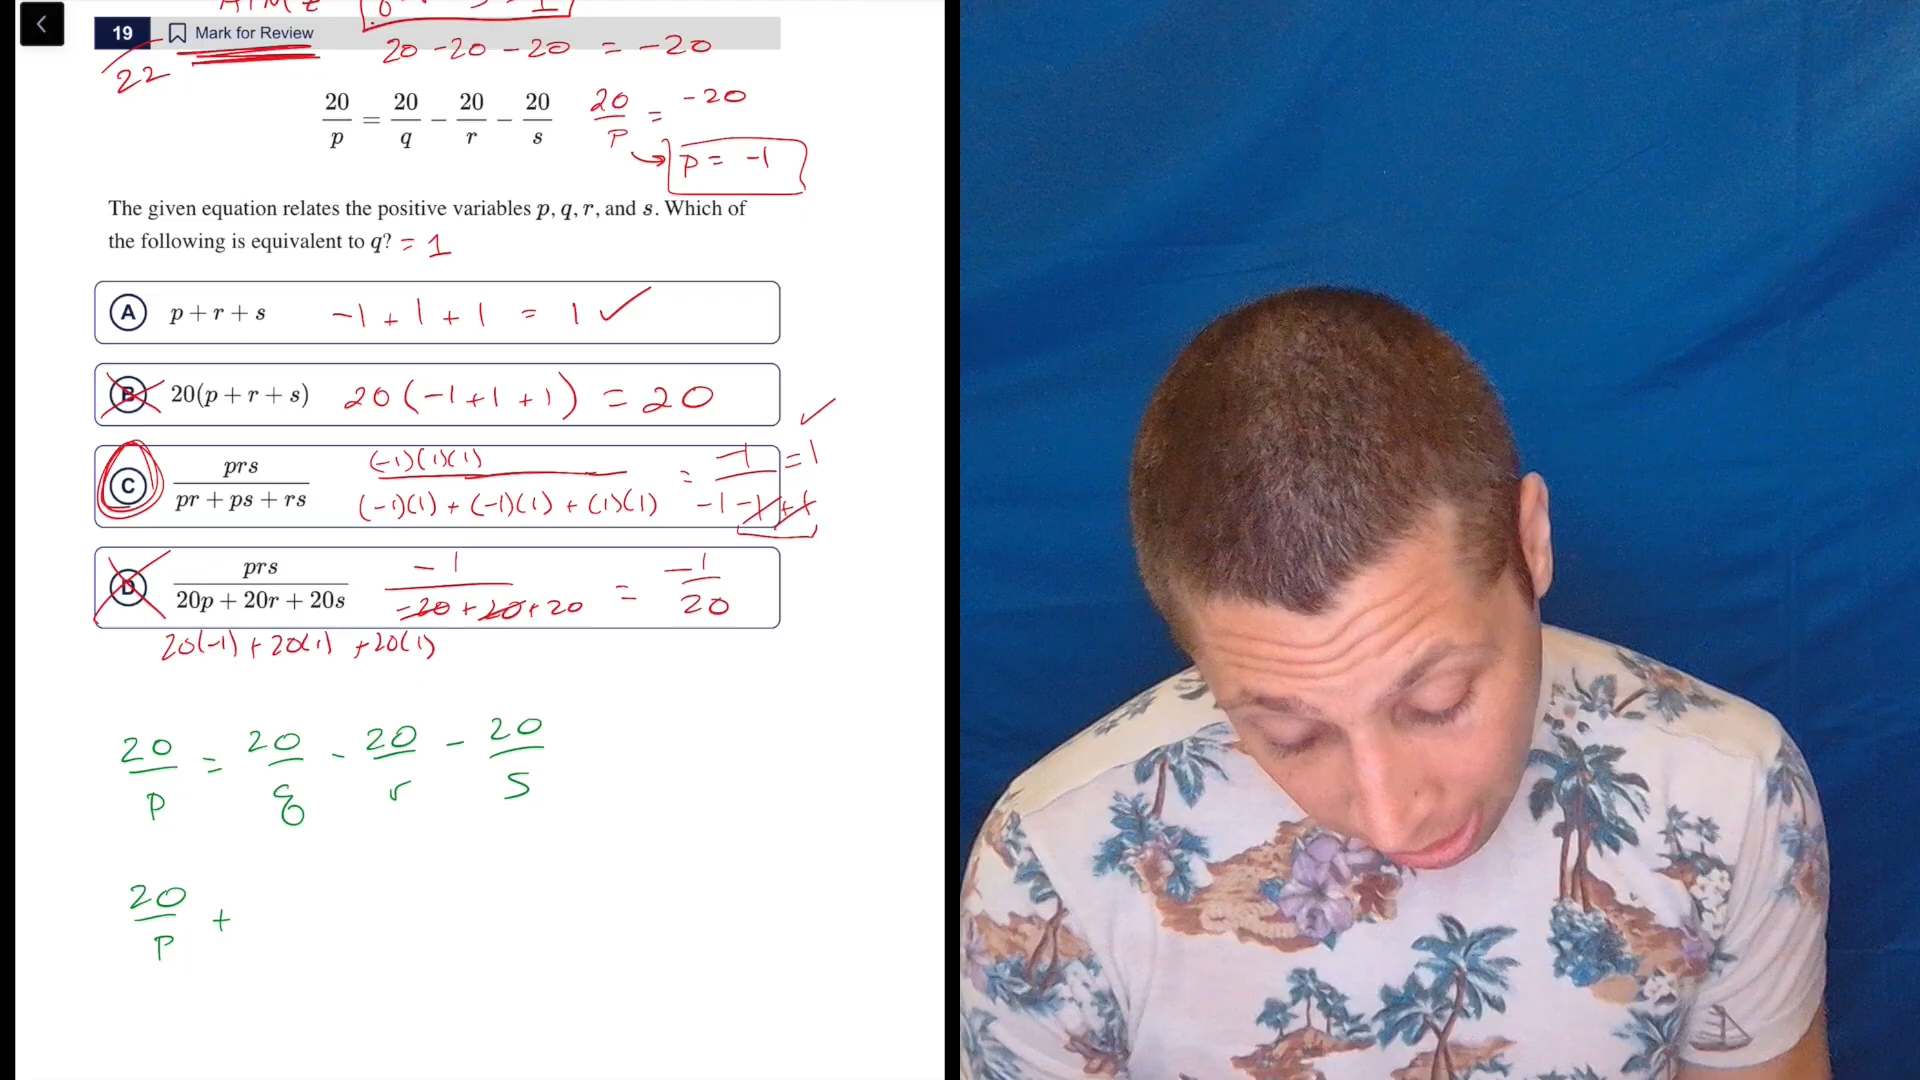 19 Mark for Review
22
20 - 20 - 20 = -20
20/p = 20/q - 20/r - 20/s
20/P = -20
p = -1
The given equation relates the positive variables p, q, r, and s. Which of
the following is equivalent to q? = 1
A p + r + s -1 + 1 + 1 = 1 ✓
B 20(p + r + s) 20(-1+1+1) = 20
C prs/(pr + ps + rs) (-1)(1)(1)/((-1)(1) + (-1)(1) + (1)(1)) = -1/(-1-1+1) = 1 ✓
D prs/(20p + 20r + 20s) -1/(-20+20+20) = -1/20
20(-1) + 20(1) + 20(1)
20/P = 20/q - 20/r - 20/s
20/P +